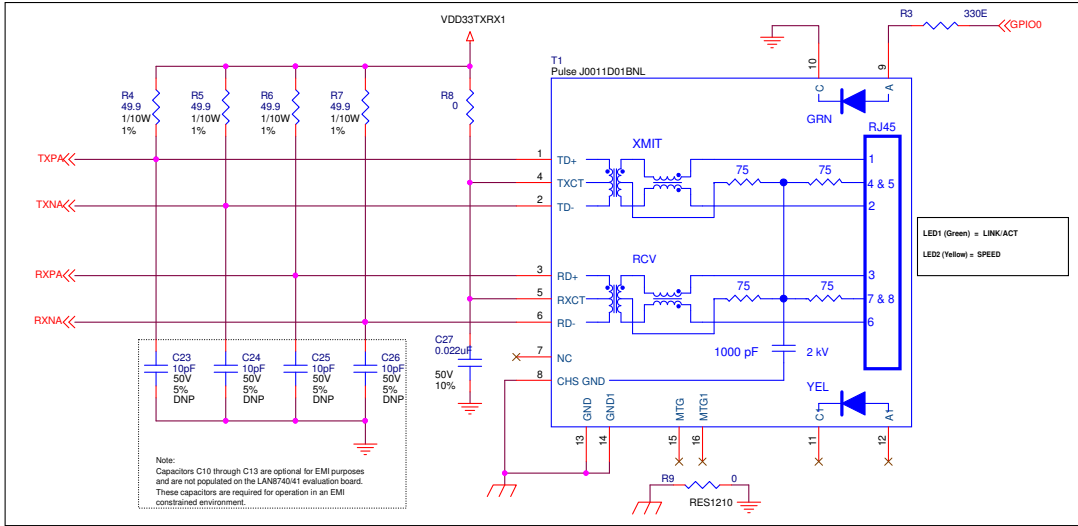 VDD33TXRX1
R3
330E
GPIO0
T1
Pulse J0011D01BNL
10
9
C
A
GRN
RJ45
R4
49.9
1/10W
1%
R5
49.9
1/10W
1%
R6
49.9
1/10W
1%
R7
49.9
1/10W
1%
R8
0
XMIT
TXPA
1
TD+
75
75
1
4
TXCT
4 & 5
TXNA
2
TD-
2
LED1 (Green) = LINK/ACT
LED2 (Yellow) = SPEED
RCV
RXPA
3
RD+
75
75
3
5
RXCT
7 & 8
RXNA
6
RD-
6
C23
10pF
50V
5%
DNP
C24
10pF
50V
5%
DNP
C25
10pF
50V
5%
DNP
C26
10pF
50V
5%
DNP
C27
0.022uF
50V
10%
7
NC
1000 pF
2 kV
8
CHS GND
YEL
GND
GND1
MTG
MTG1
C1
A1
13
14
15
16
11
12
Note:
Capacitors C10 through C13 are optional for EMI purposes
and are not populated on the LAN8740/41 evaluation board.
These capacitors are required for operation in an EMI
constrained environment.
R9
0
RES1210